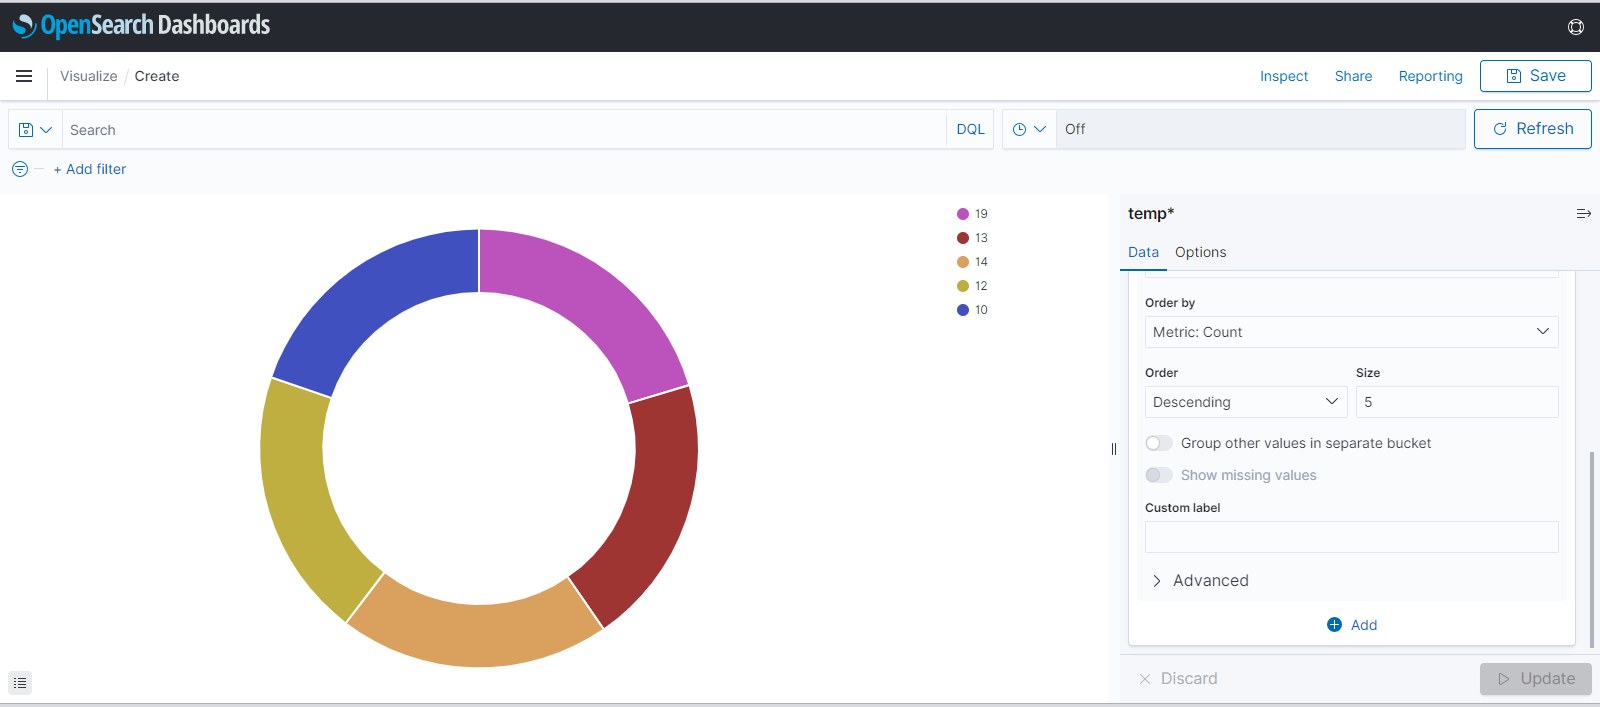 OpenSearch Dashboards
Visualize / Create
Inspect Share Reporting Save
Search DQL Off Refresh
+ Add filter
19
13
14
12
10
temp*
Data Options
Order by
Metric: Count
Order Size
Descending 5
Group other values in separate bucket
Show missing values
Custom label
Advanced
Add
Discard Update